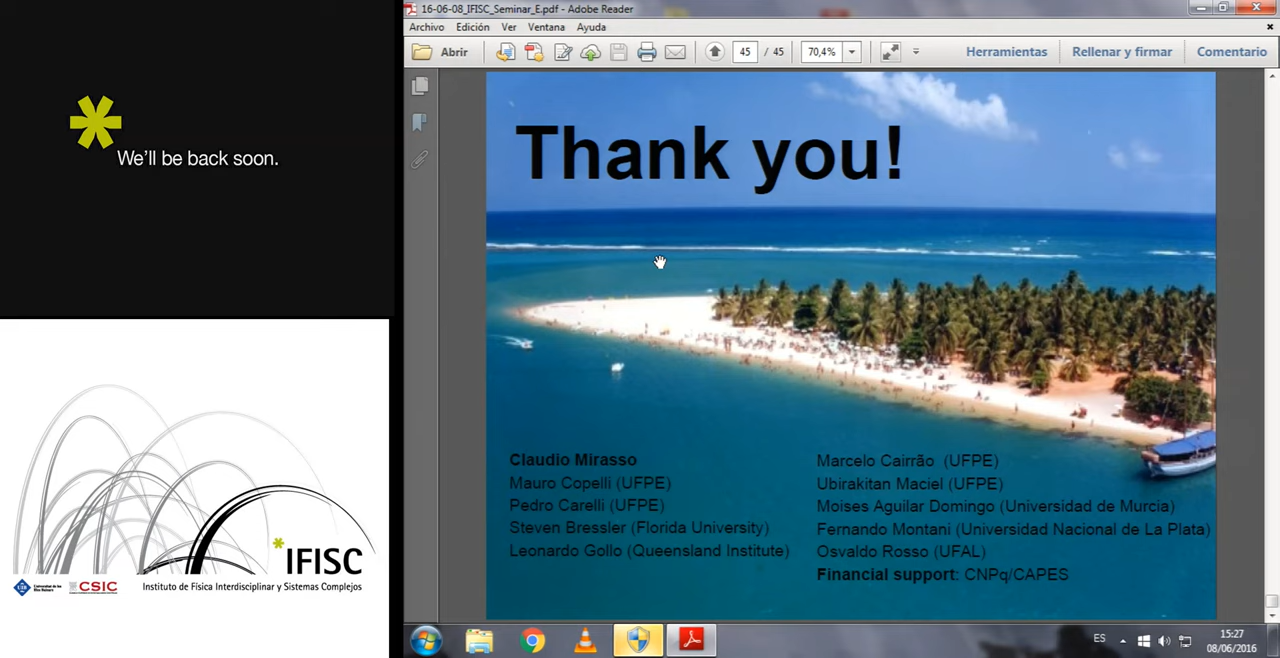 We'll be back soon.
IFISC
CSIC
Instituto de Física Interdisciplinar y Sistemas Complejos
16-06-08_IFISC_Seminar_E.pdf - Adobe Reader
Archivo Edición Ver Ventana Ayuda
Abrir 45 / 45 70,4% Herramientas Rellenar y firmar Comentario
Thank you!
Claudio Mirasso
Mauro Copelli (UFPE)
Pedro Carelli (UFPE)
Steven Bressler (Florida University)
Leonardo Gollo (Queensland Institute)
Marcelo Cairrão (UFPE)
Ubirakitan Maciel (UFPE)
Moises Aguilar Domingo (Universidad de Murcia)
Fernando Montani (Universidad Nacional de La Plata)
Osvaldo Rosso (UFAL)
Financial support: CNPq/CAPES
ES 15:27
08/06/2016